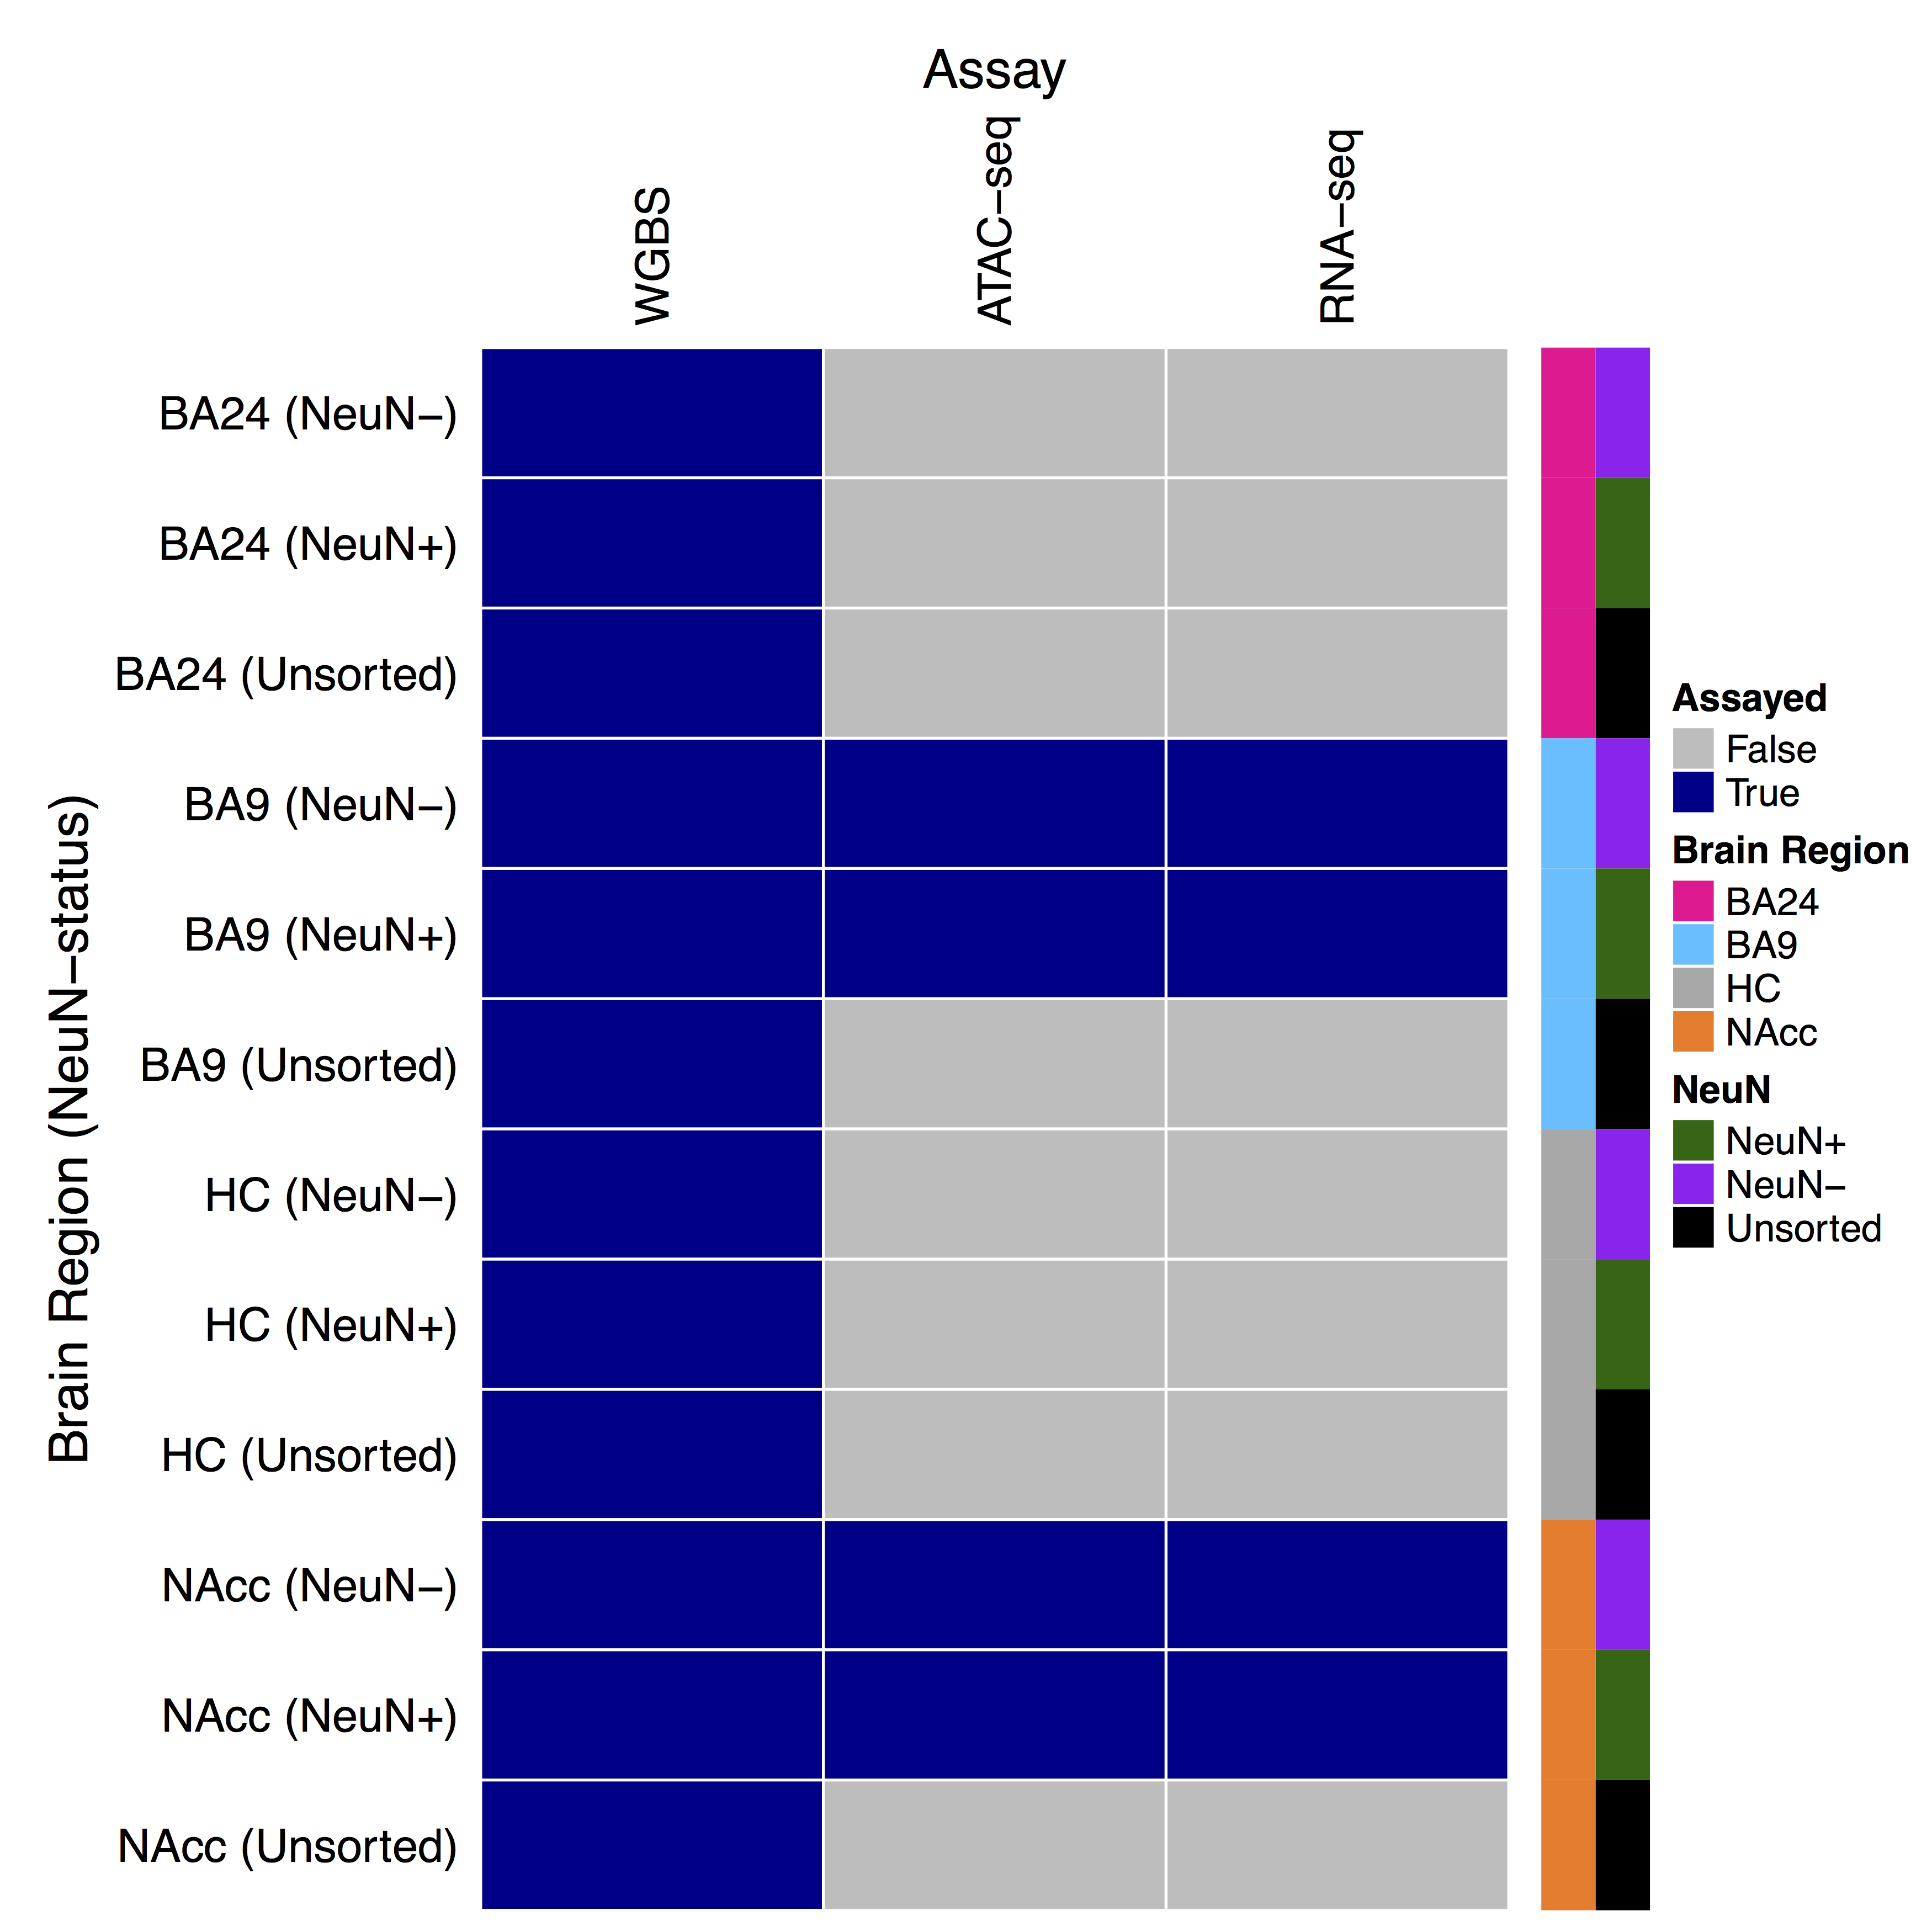 Assay
WGBS
ATAC−seq
RNA−seq
Brain Region (NeuN−status)
BA24 (NeuN−)
BA24 (NeuN+)
BA24 (Unsorted)
BA9 (NeuN−)
BA9 (NeuN+)
BA9 (Unsorted)
HC (NeuN−)
HC (NeuN+)
HC (Unsorted)
NAcc (NeuN−)
NAcc (NeuN+)
NAcc (Unsorted)
Assayed
False
True
Brain Region
BA24
BA9
HC
NAcc
NeuN
NeuN+
NeuN−
Unsorted